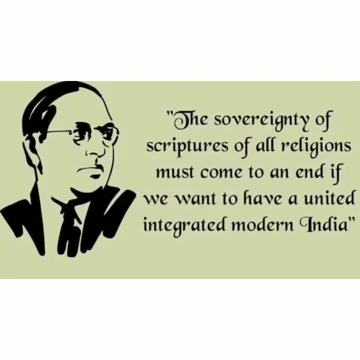 "The sovereignty of
scriptures of all religions
must come to an end if
we want to have a united
integrated modern India"